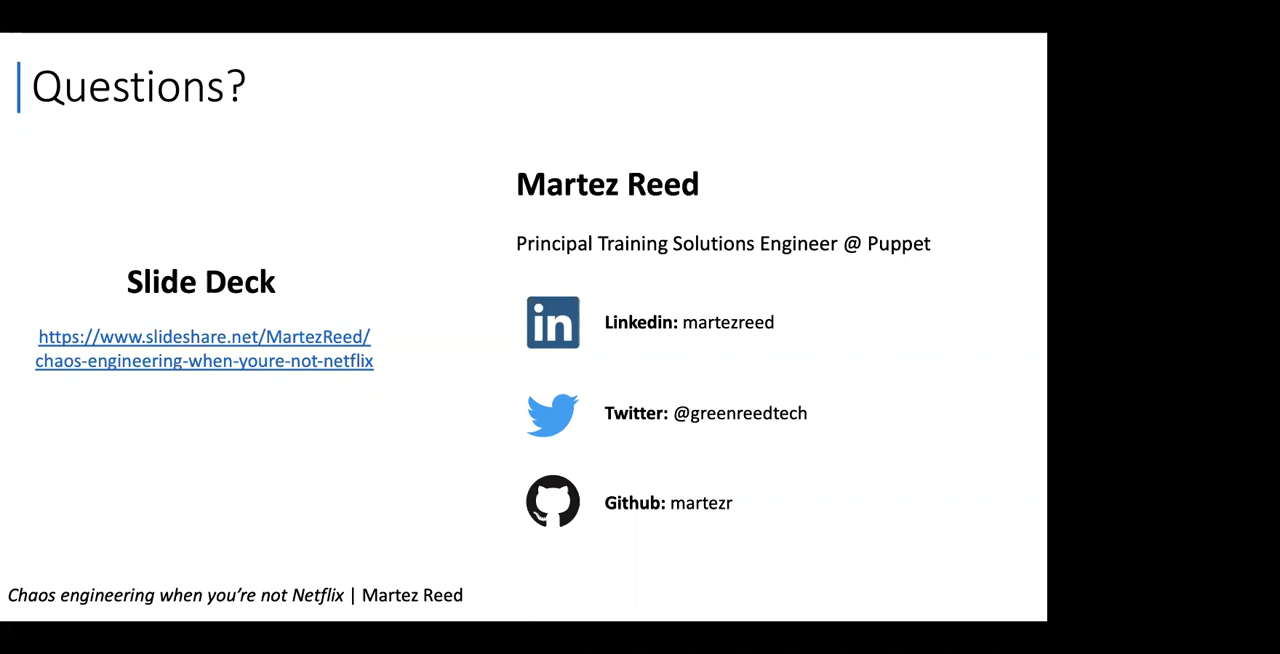 Questions?
Martez Reed
Principal Training Solutions Engineer @ Puppet
Slide Deck
https://www.slideshare.net/MartezReed/
chaos-engineering-when-youre-not-netflix
in
Linkedin: martezreed
Twitter: @greenreedtech
Github: martezr
Chaos engineering when you're not Netflix | Martez Reed